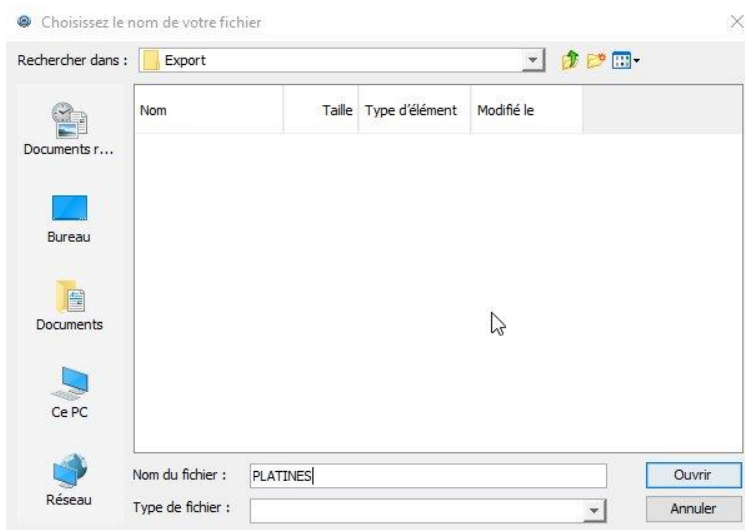 Choisissez le nom de votre fichier
Rechercher dans :
Export
Nom Taille Type d'élément Modifié le
Documents r...
Bureau
Documents
Ce PC
Réseau
Nom du fichier : PLATINES Ouvrir
Type de fichier : Annuler